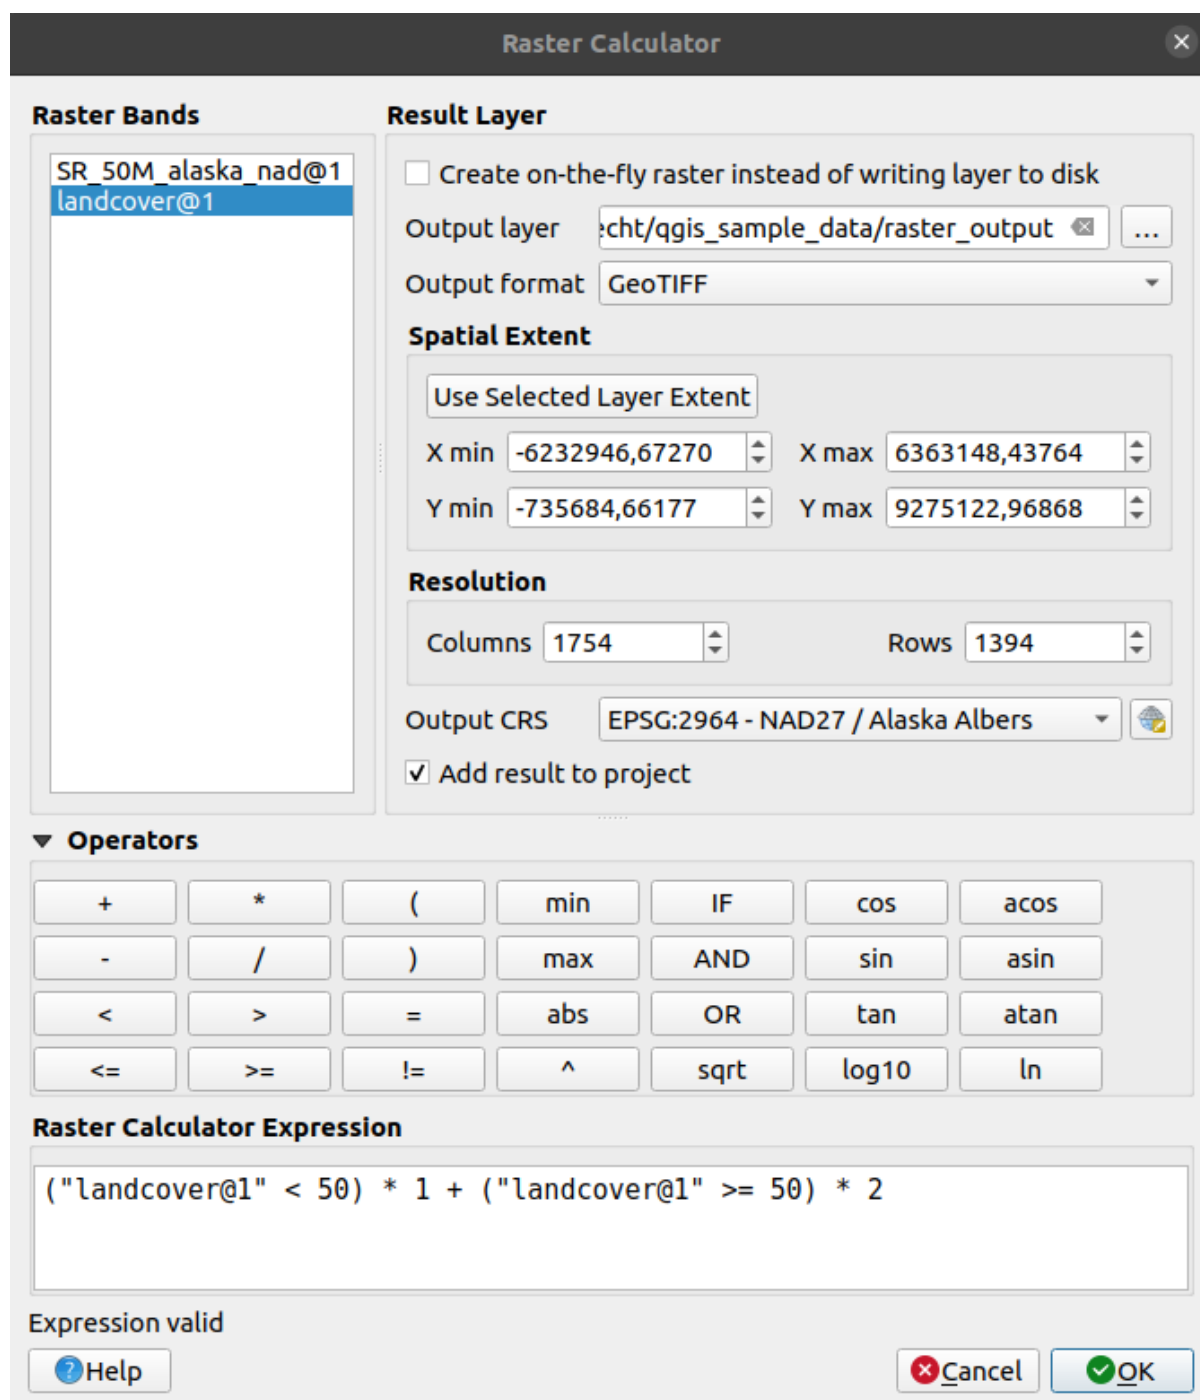 Raster Calculator
Raster Bands
SR_50M_alaska_nad@1
landcover@1
Result Layer
Create on-the-fly raster instead of writing layer to disk
Output layer echt/qgis_sample_data/raster_output ...
Output format GeoTIFF
Spatial Extent
Use Selected Layer Extent
X min -6232946,67270 X max 6363148,43764
Y min -735684,66177 Y max 9275122,96868
Resolution
Columns 1754 Rows 1394
Output CRS EPSG:2964 - NAD27 / Alaska Albers
Add result to project
Operators
+ * ( min IF cos acos
- / ) max AND sin asin
< > = abs OR tan atan
<= >= != ^ sqrt log10 ln
Raster Calculator Expression
("landcover@1" < 50) * 1 + ("landcover@1" >= 50) * 2
Expression valid
Help Cancel OK